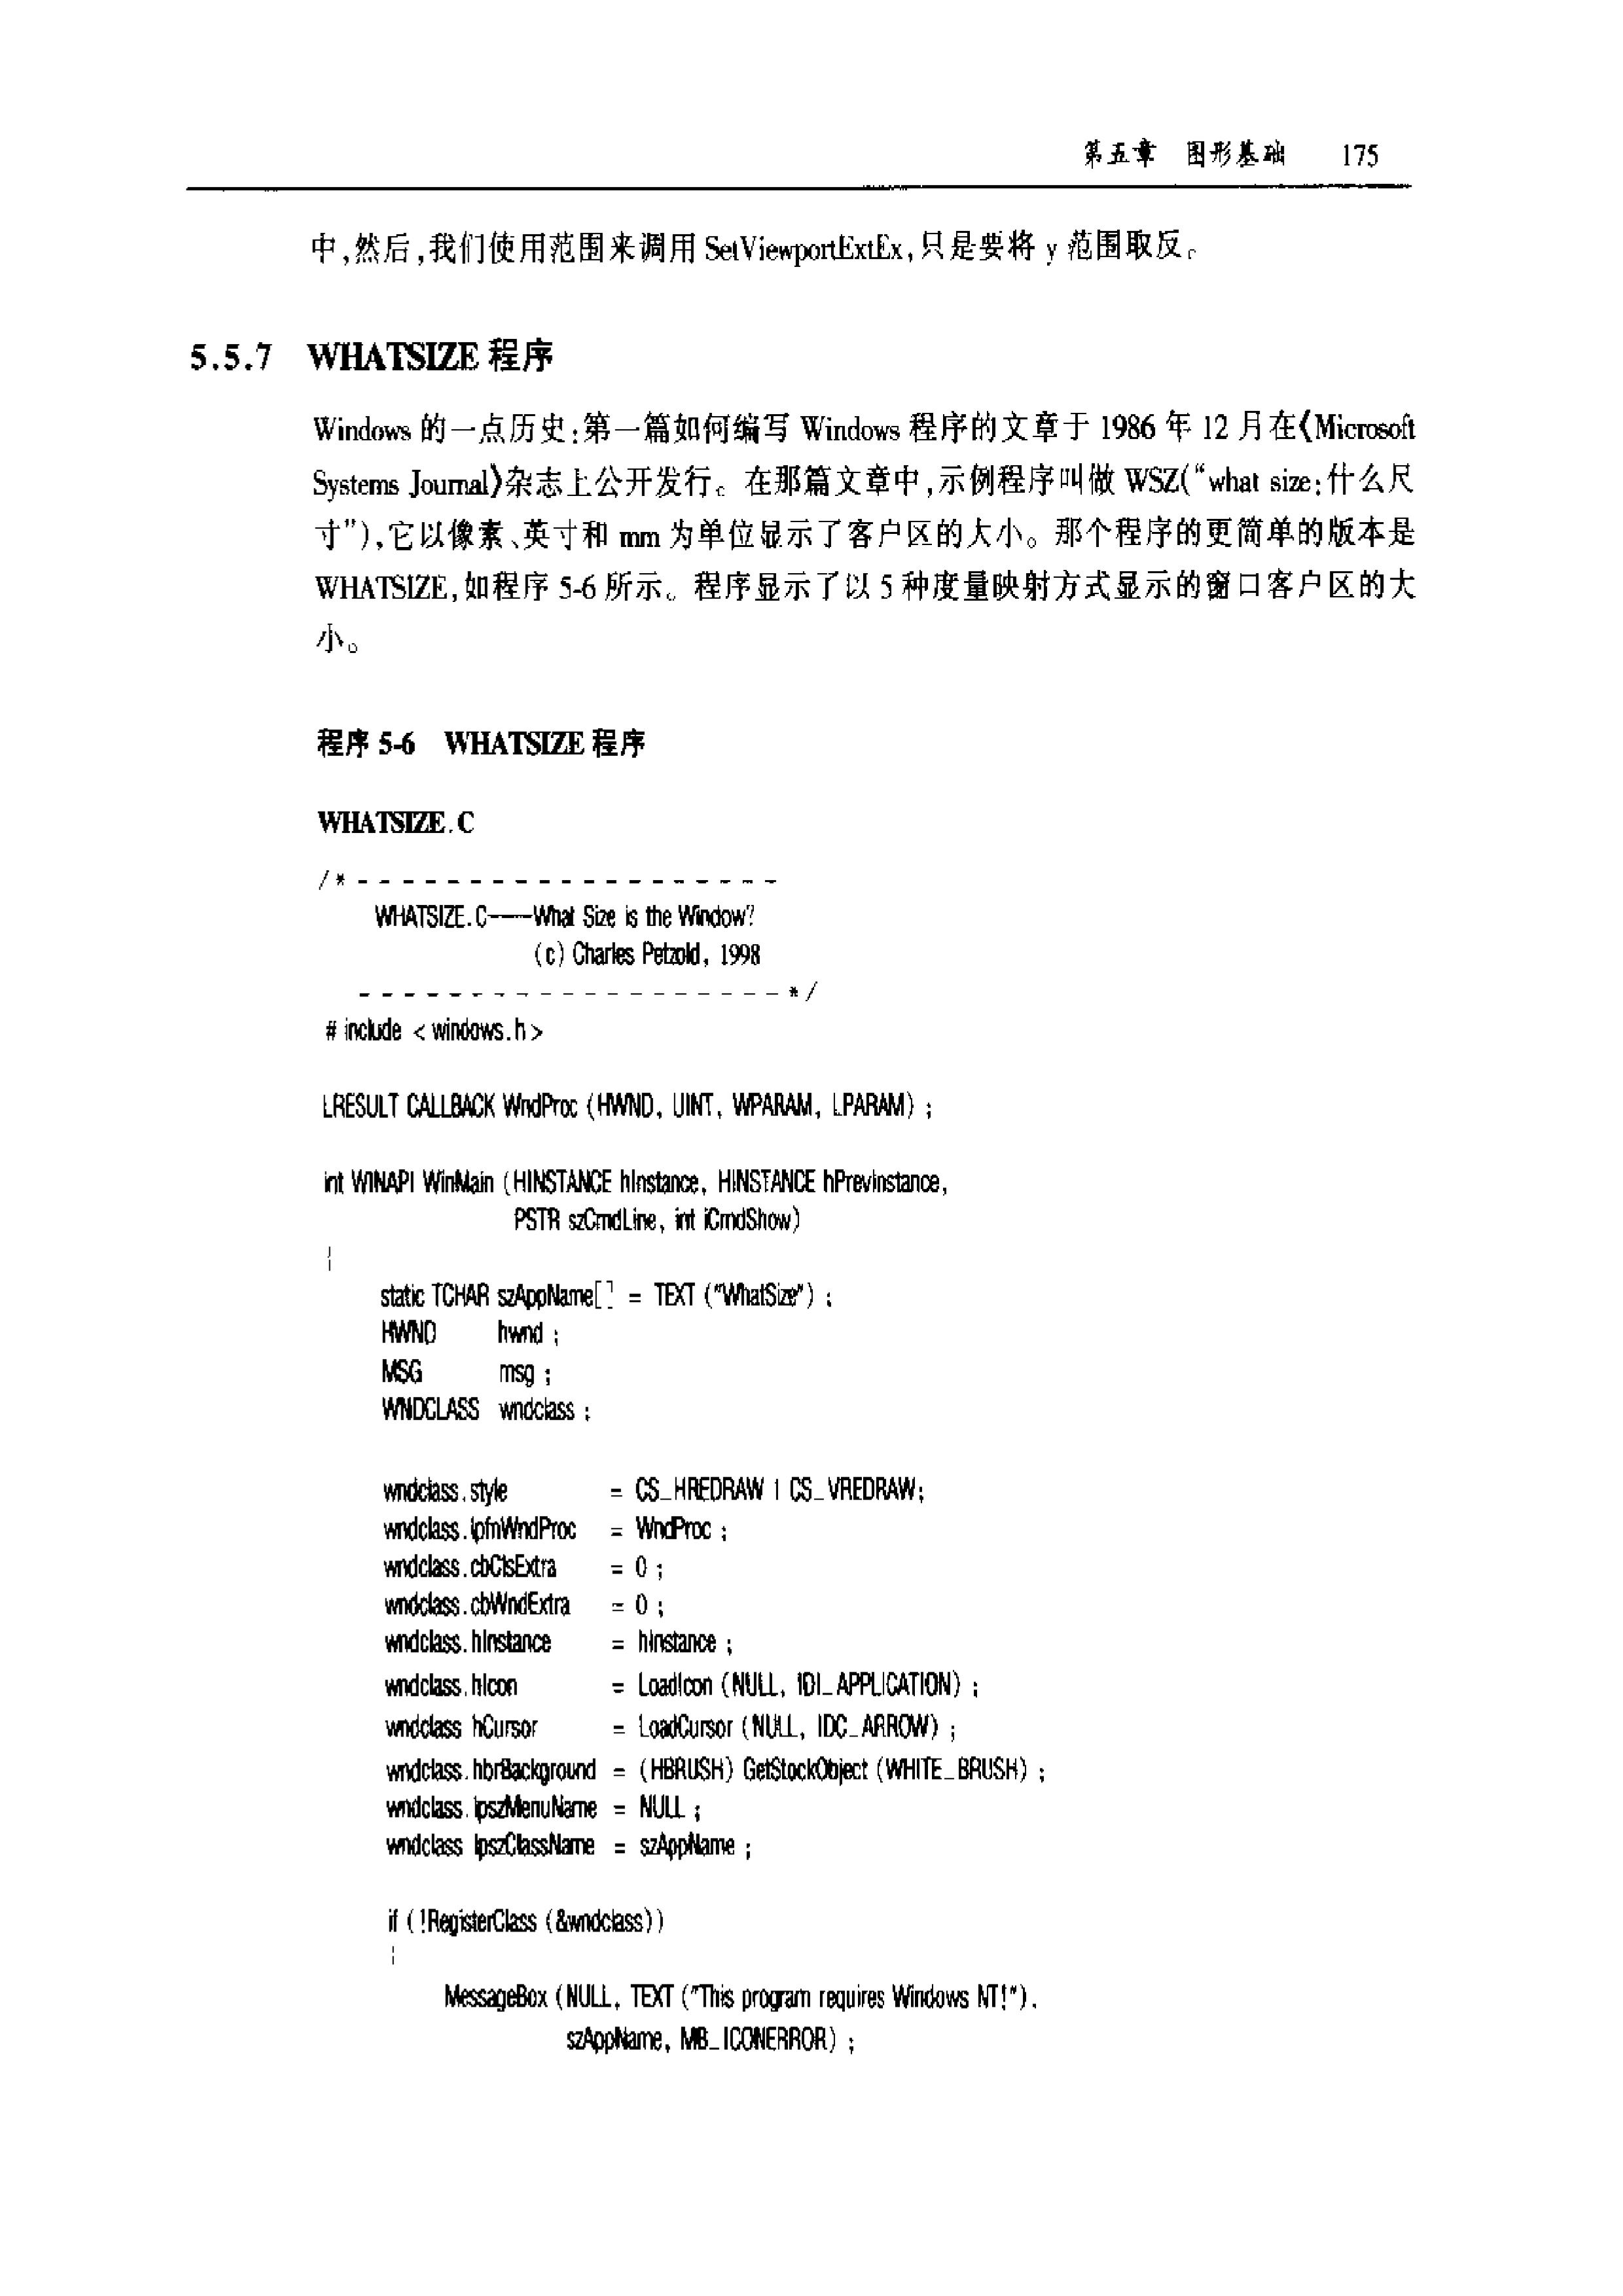 第五章　图形基础　175
中,然后,我们使用范围来调用 SetViewportExtEx,只是要将 y 范围取反。
5.5.7　WHATSIZE 程序
Windows 的一点历史:第一篇如何编写 Windows 程序的文章于 1986 年 12 月在《Microsoft
Systems Journal》杂志上公开发行。在那篇文章中,示例程序叫做 WSZ(“what size:什么尺
寸”),它以像素、英寸和 mm 为单位显示了客户区的大小。那个程序的更简单的版本是
WHATSIZE,如程序 5-6 所示。程序显示了以 5 种度量映射方式显示的窗口客户区的大
小。
程序 5-6　WHATSIZE 程序
WHATSIZE.C
/* - - - - - - - - - - - - - - - - - - -
WHATSIZE.C——What Size is the Window?
(c) Charles Petzold, 1998
- - - - - - - - - - - - - - - - - - - */
# include < windows.h >
LRESULT CALLBACK WndProc (HWND, UINT, WPARAM, LPARAM) ;
int WINAPI WinMain (HINSTANCE hInstance, HINSTANCE hPrevInstance,
PSTR szCmdLine, int iCmdShow)
{
static TCHAR szAppName[] = TEXT ("WhatSize") ;
HWND hwnd ;
MSG msg ;
WNDCLASS wndclass ;
wndclass.style = CS_HREDRAW | CS_VREDRAW;
wndclass.lpfnWndProc = WndProc ;
wndclass.cbClsExtra = 0 ;
wndclass.cbWndExtra = 0 ;
wndclass.hInstance = hInstance ;
wndclass.hIcon = LoadIcon (NULL, IDI_APPLICATION) ;
wndclass hCursor = LoadCursor (NULL, IDC_ARROW) ;
wndclass.hbrBackground = (HBRUSH) GetStockObject (WHITE_BRUSH) ;
wndclass.lpszMenuName = NULL ;
wndclass lpszClassName = szAppName ;
if (!RegisterClass (&wndclass))
{
MessageBox (NULL, TEXT ("This program requires Windows NT!"),
szAppName, MB_ICONERROR) ;